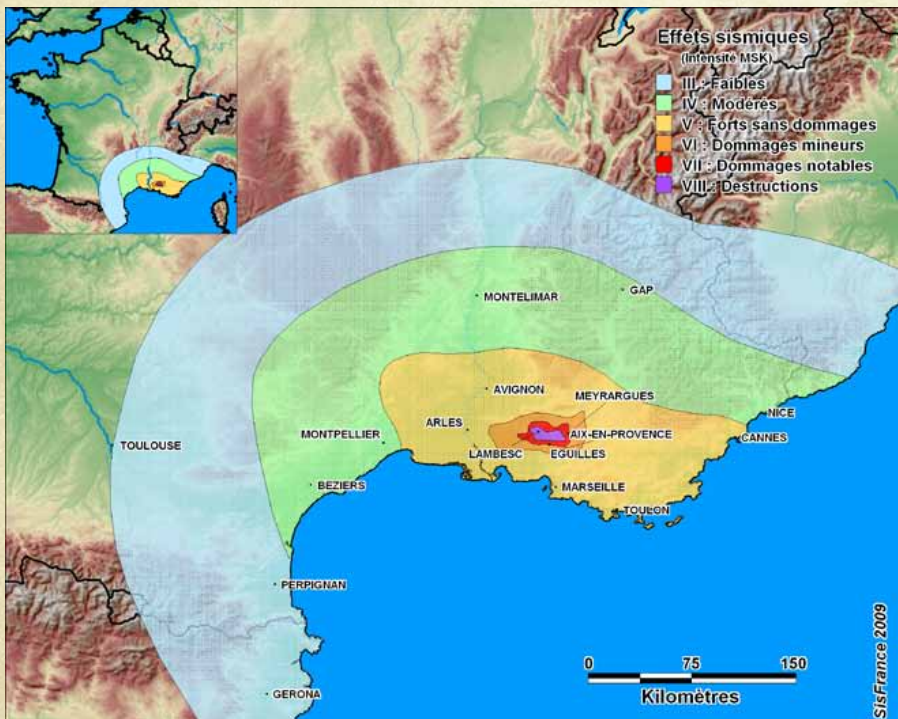 Effets sismiques
(Intensité MSK)
III : Faibles
IV : Modérés
V : Forts sans dommages
VI : Dommages mineurs
VII : Dommages notables
VIII : Destructions
MONTELIMAR
GAP
AVIGNON
MEYRARGUES
NICE
ARLES
AIX-EN-PROVENCE
CANNES
TOULOUSE
MONTPELLIER
LAMBESC
EGUILLES
BEZIERS
MARSEILLE
TOULON
PERPIGNAN
GERONA
0 75 150
Kilomètres
SisFrance 2009